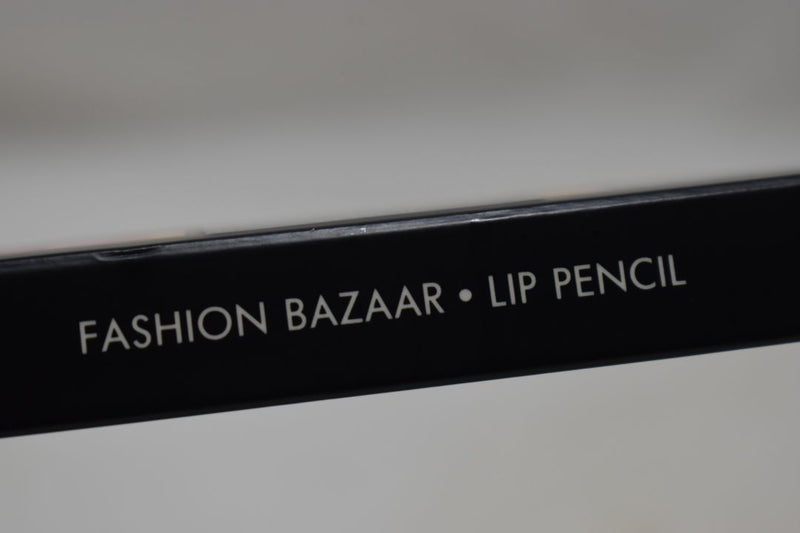 FASHION BAZAAR • LIP PENCIL